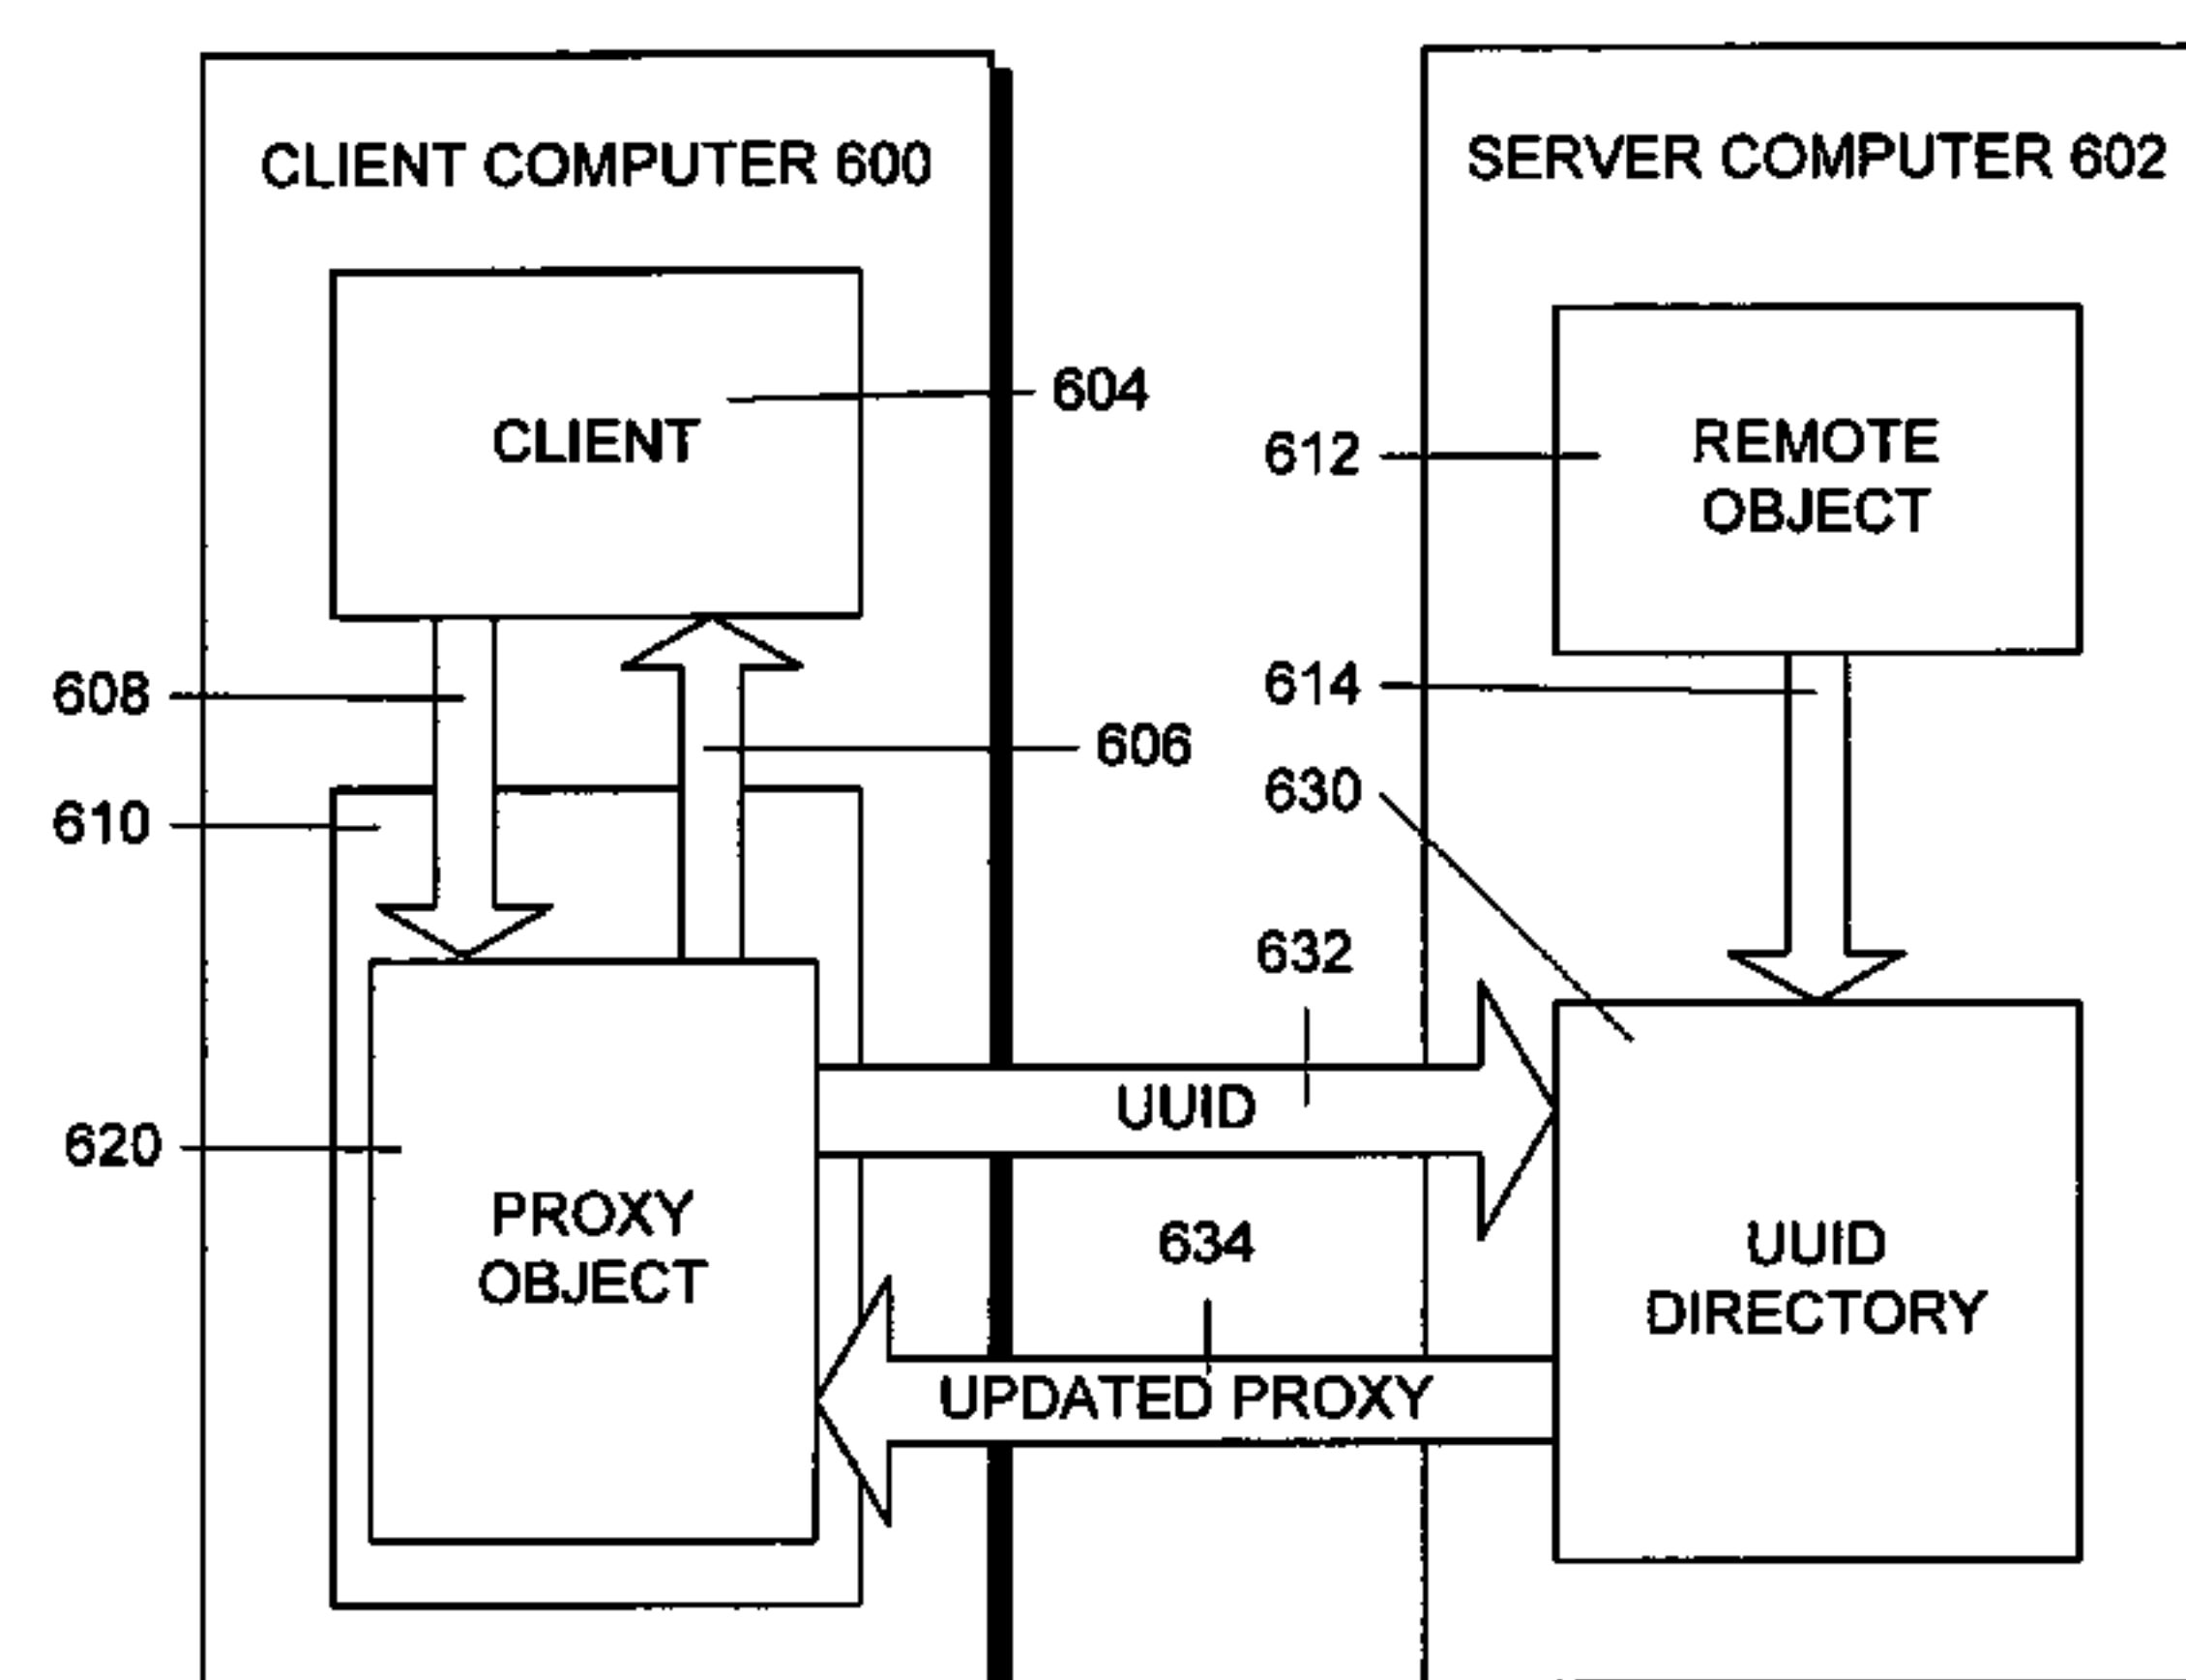 CLIENT COMPUTER 600
SERVER COMPUTER 602
604
CLIENT
612
REMOTE
OBJECT
608
614
606
630
610
632
UUID
620
PROXY
OBJECT
634
UUID
DIRECTORY
UPDATED PROXY